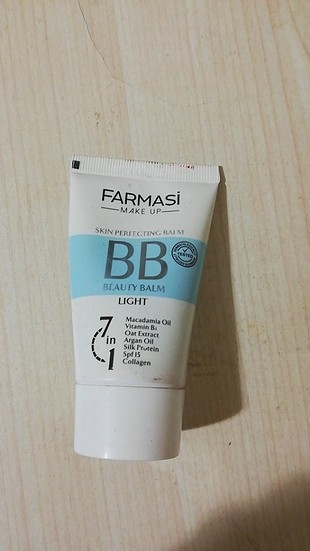 FARMASi
MAKE UP
SKIN PERFECTING BALM
BB
TESTED
BEAUTY BALM
LIGHT
7 in 1
Macadamia Oil
Vitamin B₅
Oat Extract
Argan Oil
Silk Protein
Spf 15
Collagen